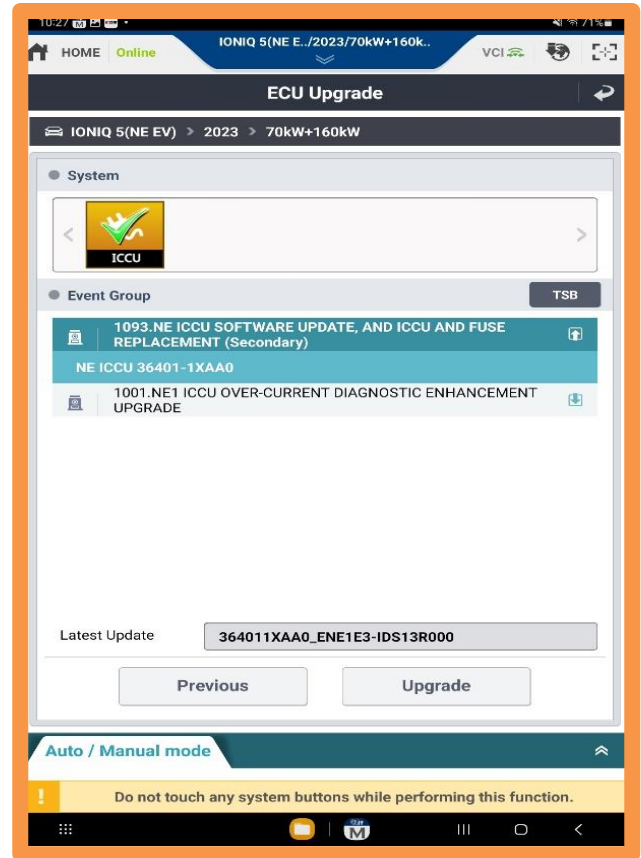 10:27 71%
HOME Online IONIQ 5(NE E../2023/70kW+160k.. VCI
ECU Upgrade
IONIQ 5(NE EV) > 2023 > 70kW+160kW
System
ICCU
Event Group TSB
1093.NE ICCU SOFTWARE UPDATE, AND ICCU AND FUSE
REPLACEMENT (Secondary)
NE ICCU 36401-1XAA0
1001.NE1 ICCU OVER-CURRENT DIAGNOSTIC ENHANCEMENT
UPGRADE
Latest Update 364011XAA0_ENE1E3-IDS13R000
Previous Upgrade
Auto / Manual mode
! Do not touch any system buttons while performing this function.
M